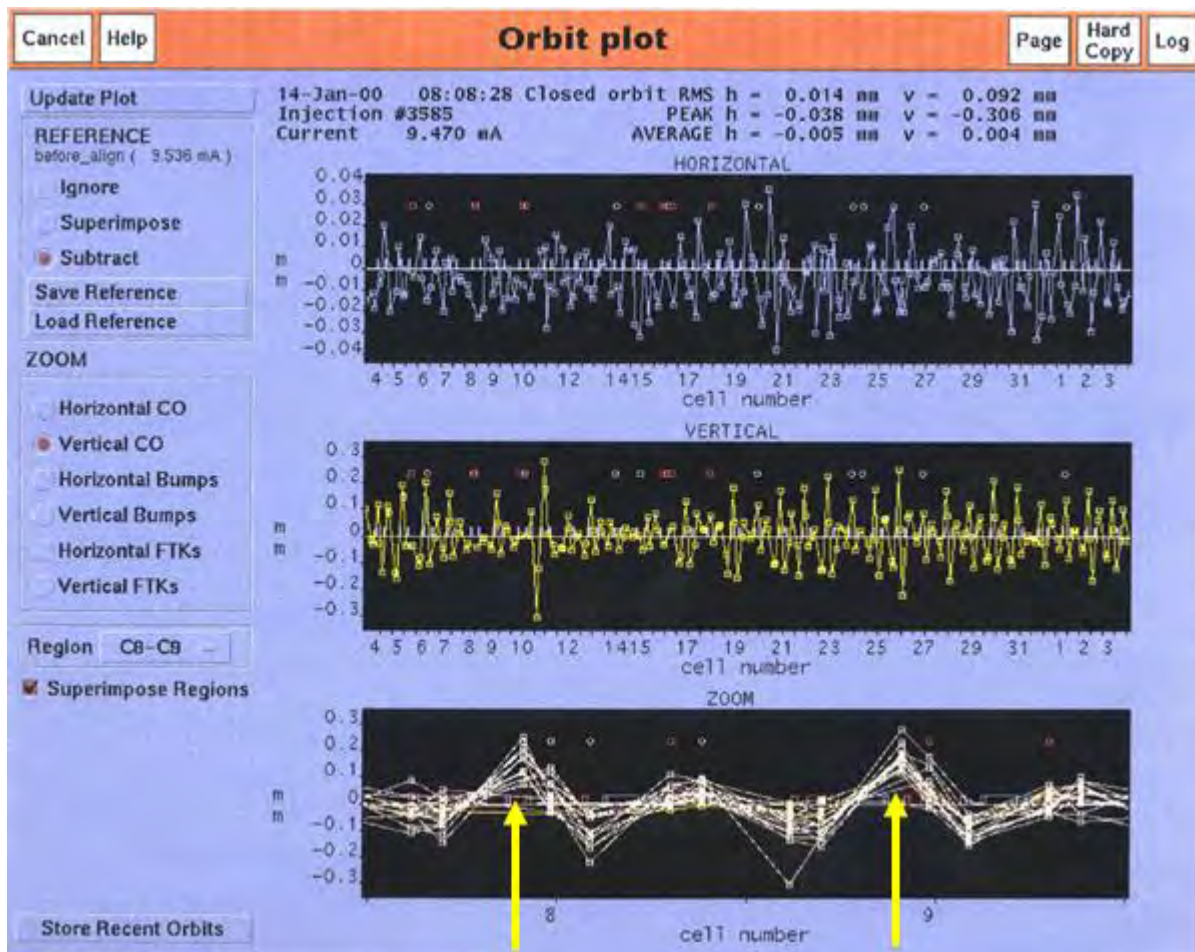 Cancel Help Orbit plot Page Hard Copy Log
Update Plot
REFERENCE
before_align ( 9.536 mA )
Ignore
Superimpose
Subtract
Save Reference
Load Reference
ZOOM
Horizontal CO
Vertical CO
Horizontal Bumps
Vertical Bumps
Horizontal FTKs
Vertical FTKs
Region C8-C9
Superimpose Regions
Store Recent Orbits
14-Jan-00 08:08:28 Closed orbit RMS h = 0.014 mm v = 0.092 mm
Injection #3585 PEAK h = -0.038 mm v = -0.306 mm
Current 9.470 mA AVERAGE h = -0.005 mm v = 0.004 mm
HORIZONTAL
0.04
0.03
0.02
0.01
m 0
m -0.01
-0.02
-0.03
-0.04
4 5 6 7 8 9 10 12 14 15 17 19 21 23 25 27 29 31 1 2 3
cell number
VERTICAL
0.3
0.2
0.1
m 0
m -0.1
-0.2
-0.3
4 5 6 7 8 9 10 12 14 15 17 19 21 23 25 27 29 31 1 2 3
cell number
ZOOM
0.3
0.2
0.1
m 0
m -0.1
-0.2
-0.3
8 9
cell number